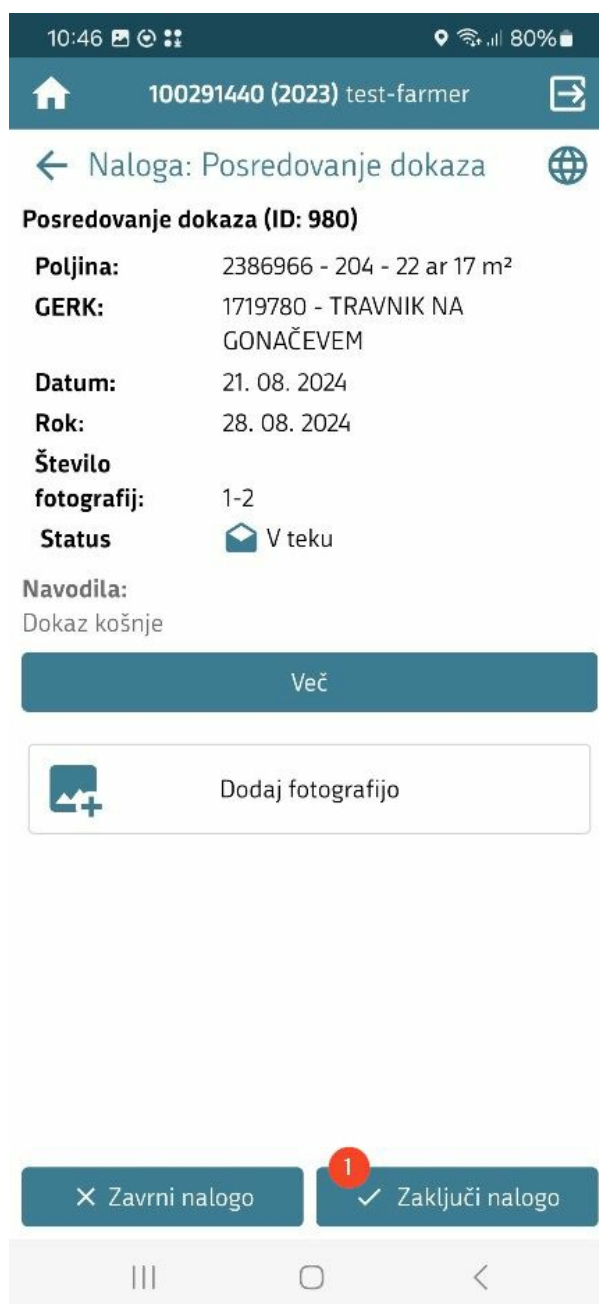 10:46 80%
100291440 (2023) test-farmer
Naloga: Posredovanje dokaza
Posredovanje dokaza (ID: 980)
Poljina: 2386966 - 204 - 22 ar 17 m²
GERK: 1719780 - TRAVNIK NA
GONAČEVEM
Datum: 21. 08. 2024
Rok: 28. 08. 2024
Število
fotografij: 1-2
Status V teku
Navodila:
Dokaz košnje
Več
Dodaj fotografijo
1
Zavrni nalogo Zaključi nalogo